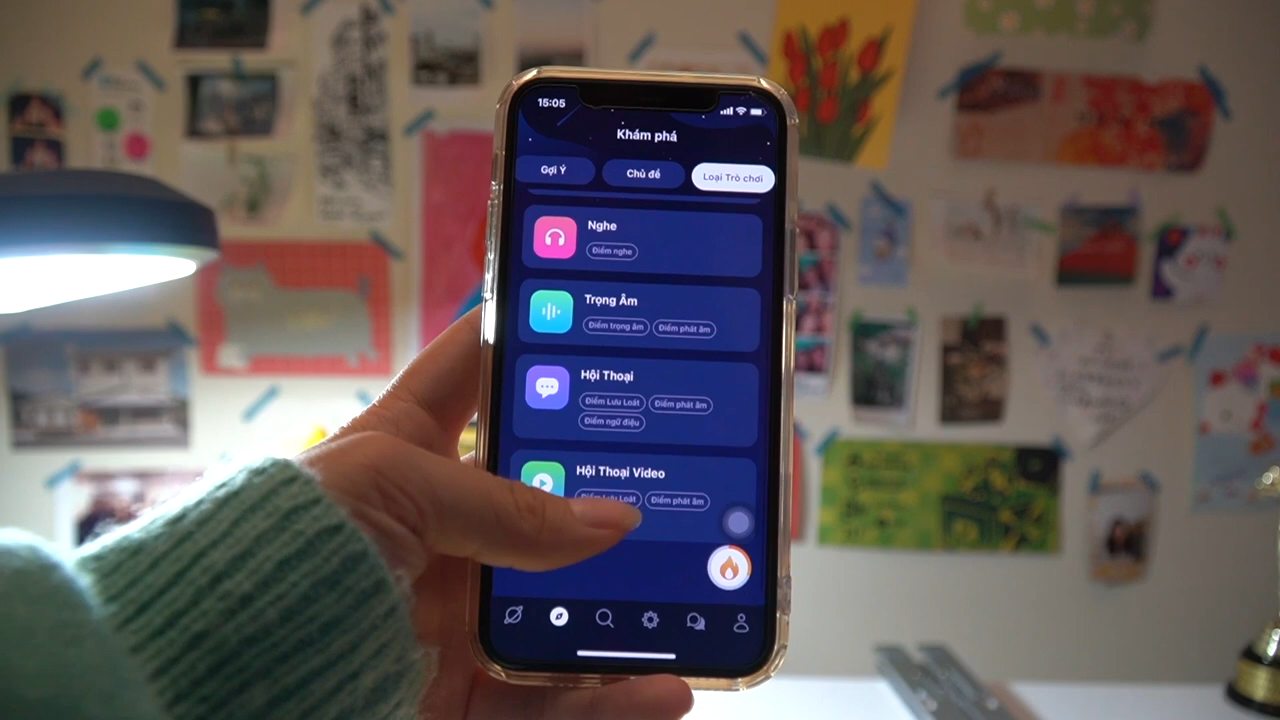 15:05
Khám phá
Gợi Ý
Chủ đề
Loại Trò chơi
Nghe
Điểm nghe
Trọng Âm
Điểm trọng âm Điểm phát âm
Hội Thoại
Điểm Lưu Loát Điểm phát âm
Điểm ngữ điệu
Hội Thoại Video
Điểm Lưu Loát Điểm phát âm